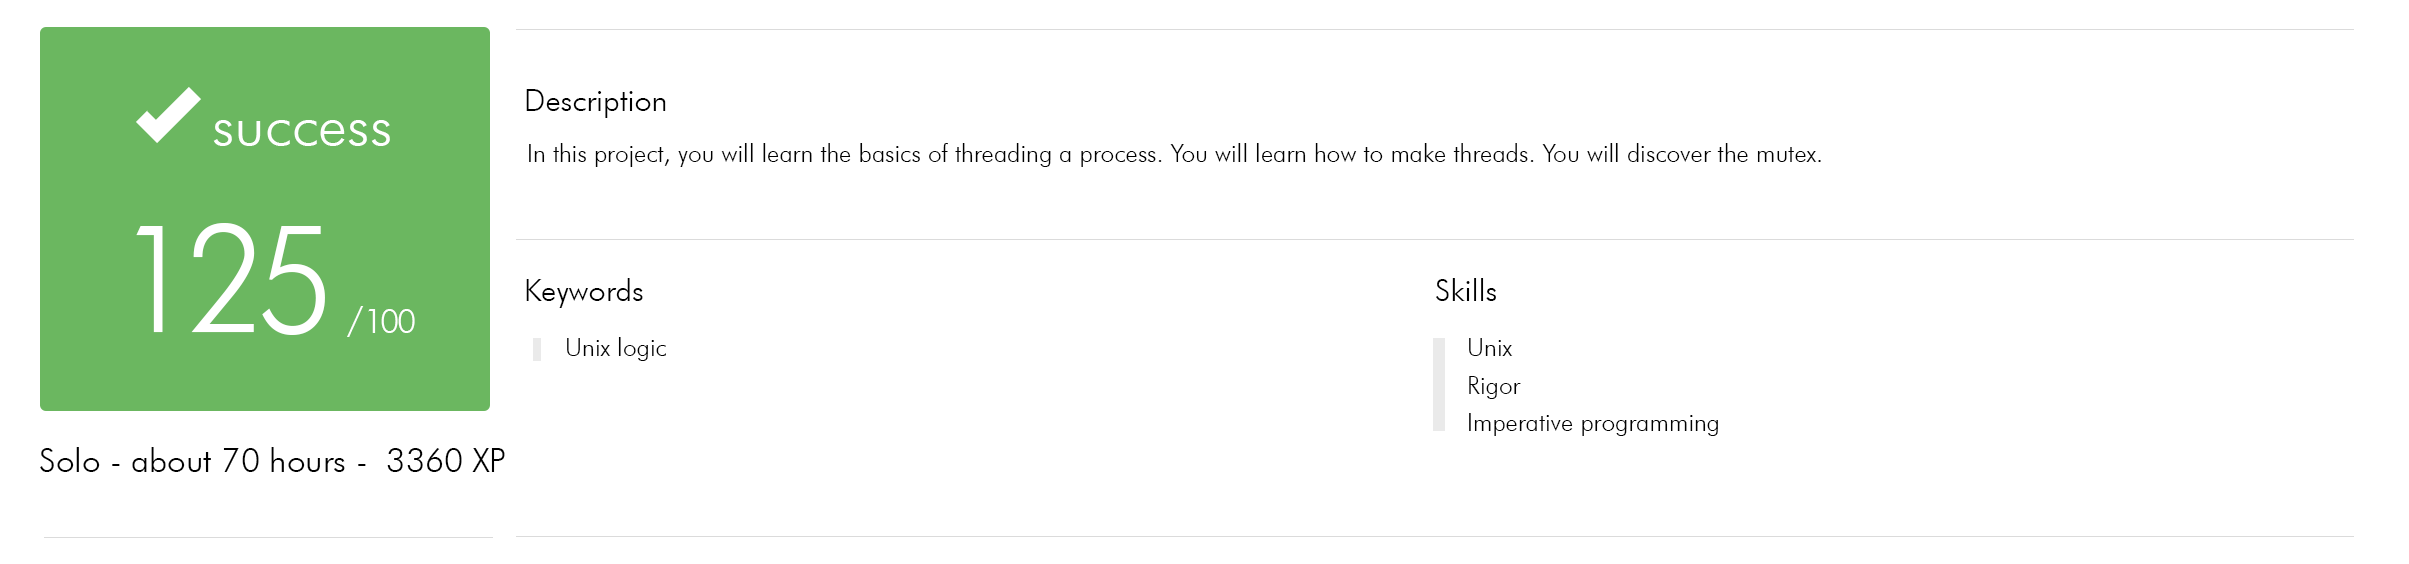 success
125 /100
Solo - about 70 hours - 3360 XP
Description
In this project, you will learn the basics of threading a process. You will learn how to make threads. You will discover the mutex.
Keywords
Unix logic
Skills
Unix
Rigor
Imperative programming